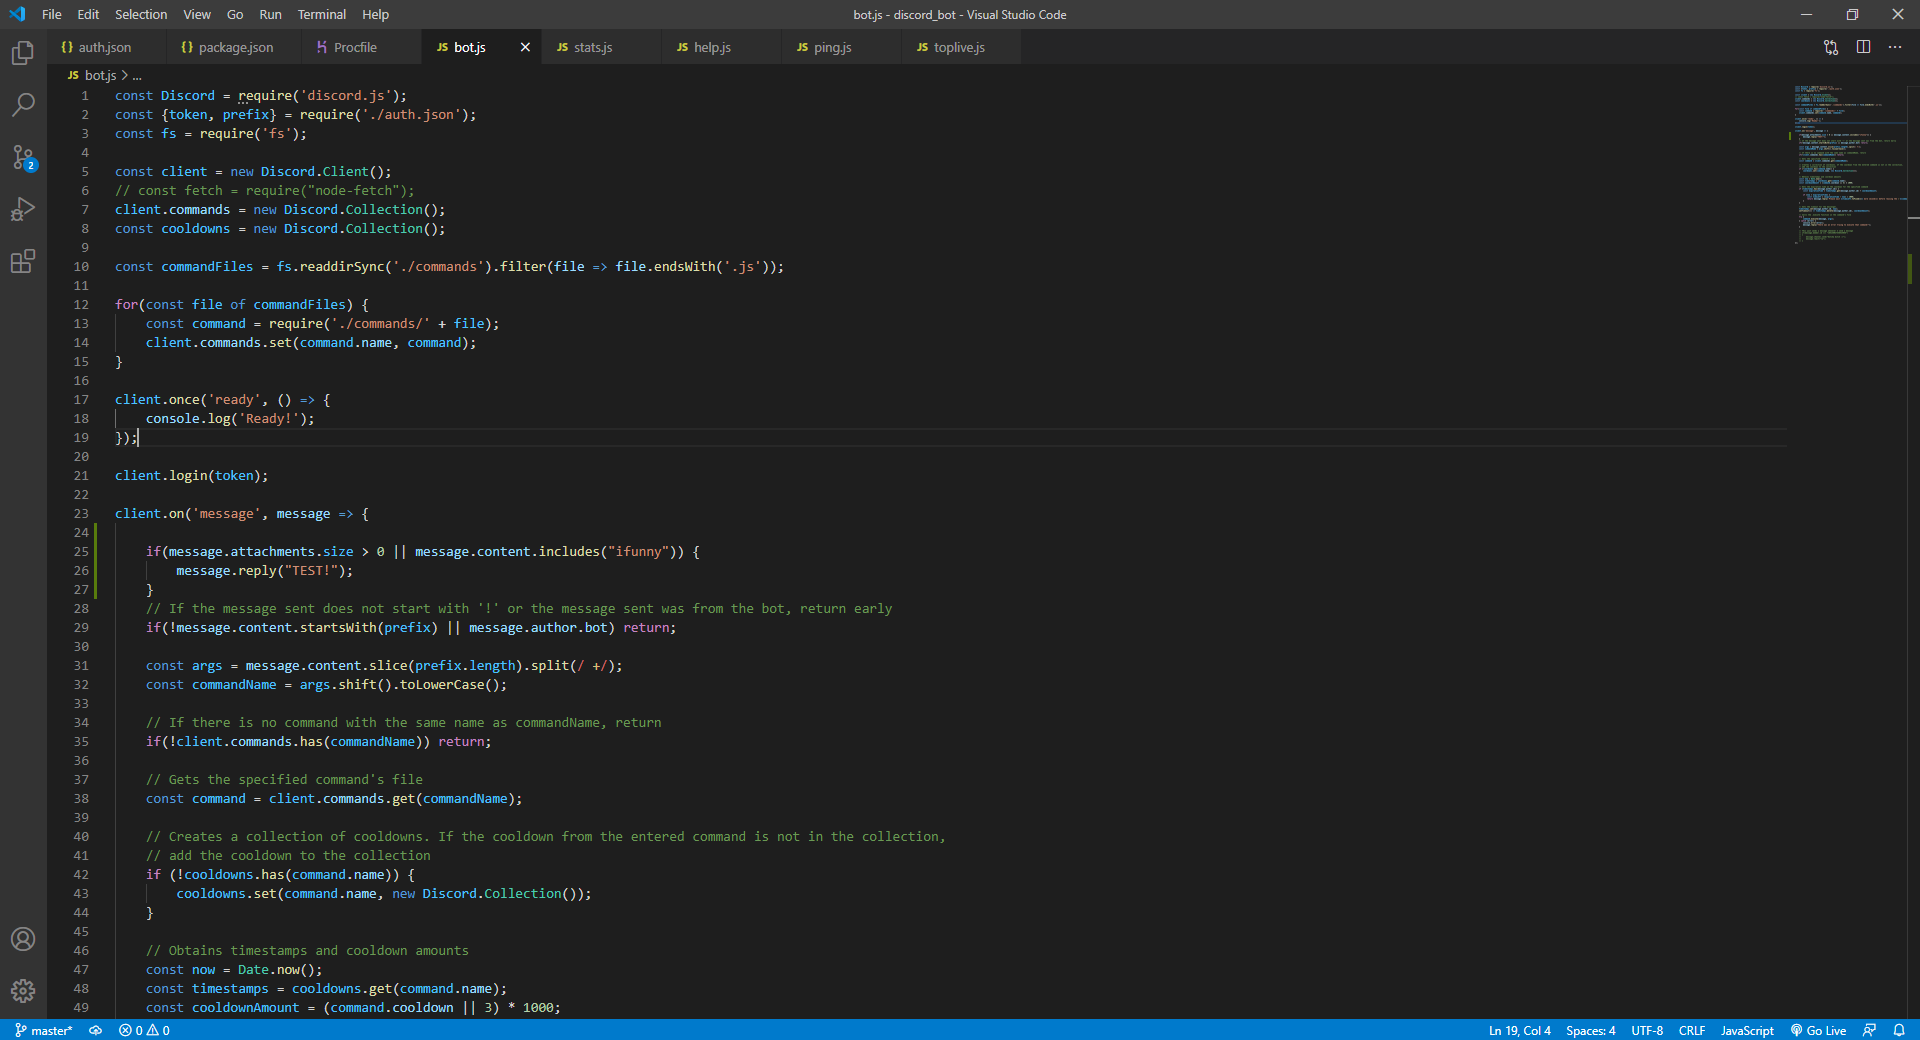 File Edit Selection View Go Run Terminal Help
bot.js - discord_bot - Visual Studio Code
{} auth.json
{} package.json
Procfile
JS bot.js
JS stats.js
JS help.js
JS ping.js
JS toplive.js
JS bot.js > ...
1 const Discord = require('discord.js');
2 const {token, prefix} = require('./auth.json');
3 const fs = require('fs');
4
5 const client = new Discord.Client();
6 // const fetch = require("node-fetch");
7 client.commands = new Discord.Collection();
8 const cooldowns = new Discord.Collection();
9
10 const commandFiles = fs.readdirSync('./commands').filter(file => file.endsWith('.js'));
11
12 for(const file of commandFiles) {
13     const command = require('./commands/' + file);
14     client.commands.set(command.name, command);
15 }
16
17 client.once('ready', () => {
18     console.log('Ready!');
19 });
20
21 client.login(token);
22
23 client.on('message', message => {
24
25     if(message.attachments.size > 0 || message.content.includes("ifunny")) {
26         message.reply("TEST!");
27     }
28     // If the message sent does not start with '!' or the message sent was from the bot, return early
29     if(!message.content.startsWith(prefix) || message.author.bot) return;
30
31     const args = message.content.slice(prefix.length).split(/ +/);
32     const commandName = args.shift().toLowerCase();
33
34     // If there is no command with the same name as commandName, return
35     if(!client.commands.has(commandName)) return;
36
37     // Gets the specified command's file
38     const command = client.commands.get(commandName);
39
40     // Creates a collection of cooldowns. If the cooldown from the entered command is not in the collection,
41     // add the cooldown to the collection
42     if (!cooldowns.has(command.name)) {
43         cooldowns.set(command.name, new Discord.Collection());
44     }
45
46     // Obtains timestamps and cooldown amounts
47     const now = Date.now();
48     const timestamps = cooldowns.get(command.name);
49     const cooldownAmount = (command.cooldown || 3) * 1000;
2
master* 0 0
Ln 19, Col 4 Spaces: 4 UTF-8 CRLF JavaScript Go Live